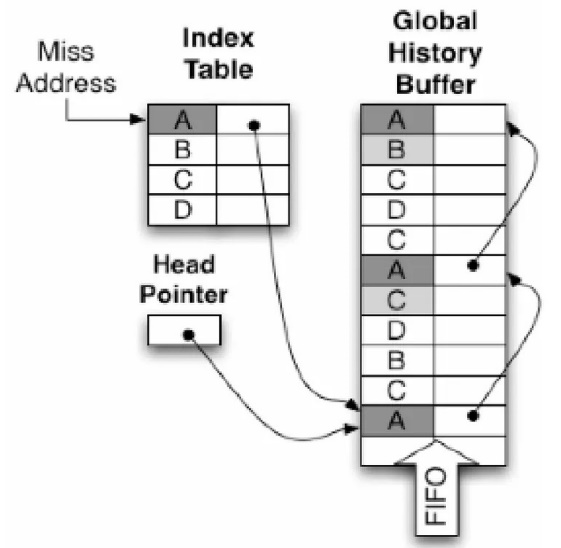 Miss
Address
Index
Table
A
B
C
D
Head
Pointer
Global
History
Buffer
A
B
C
D
C
A
C
D
B
C
A
FIFO